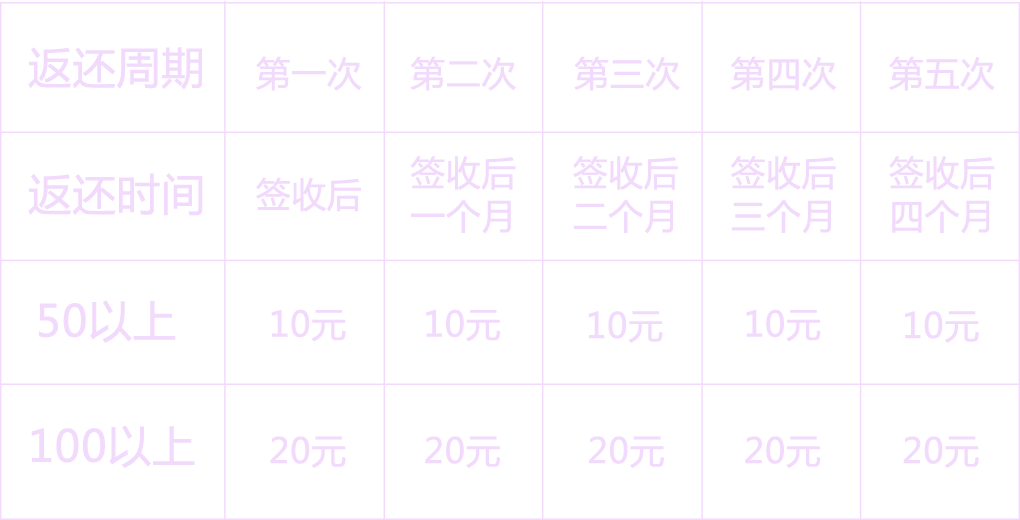 返还周期 第一次 第二次 第三次 第四次 第五次
返还时间 签收后 签收后 签收后 签收后 签收后
一个月 二个月 三个月 四个月
50以上 10元 10元 10元 10元 10元
100以上 20元 20元 20元 20元 20元